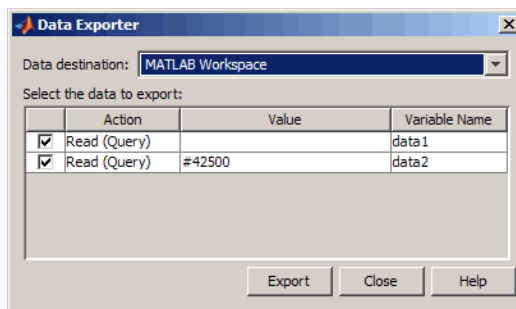 Data Exporter
Data destination: MATLAB Workspace
Select the data to export:
Action Value Variable Name
Read (Query) data1
Read (Query) #42500 data2
Export Close Help